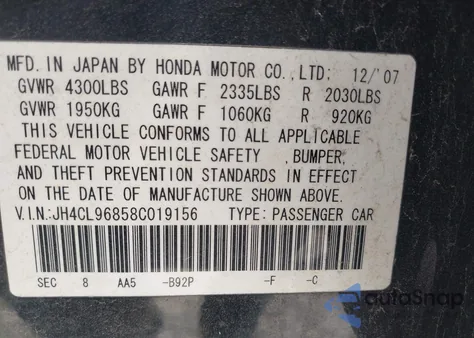 MFD. IN JAPAN BY HONDA MOTOR CO.,LTD: 12/'07
GVWR 4300LBS GAWR F 2335LBS R 2030LBS
GVWR 1950KG GAWR F 1060KG R 920KG
THIS VEHICLE CONFORMS TO ALL APPLICABLE
FEDERAL MOTOR VEHICLE SAFETY ,BUMPER,
AND THEFT PREVENTION STANDARDS IN EFFECT
ON THE DATE OF MANUFACTURE SHOWN ABOVE.
V.I.N:JH4CL96858C019156 TYPE: PASSENGER CAR
SEC 8 AA5 -B92P -F -C
autoSnap